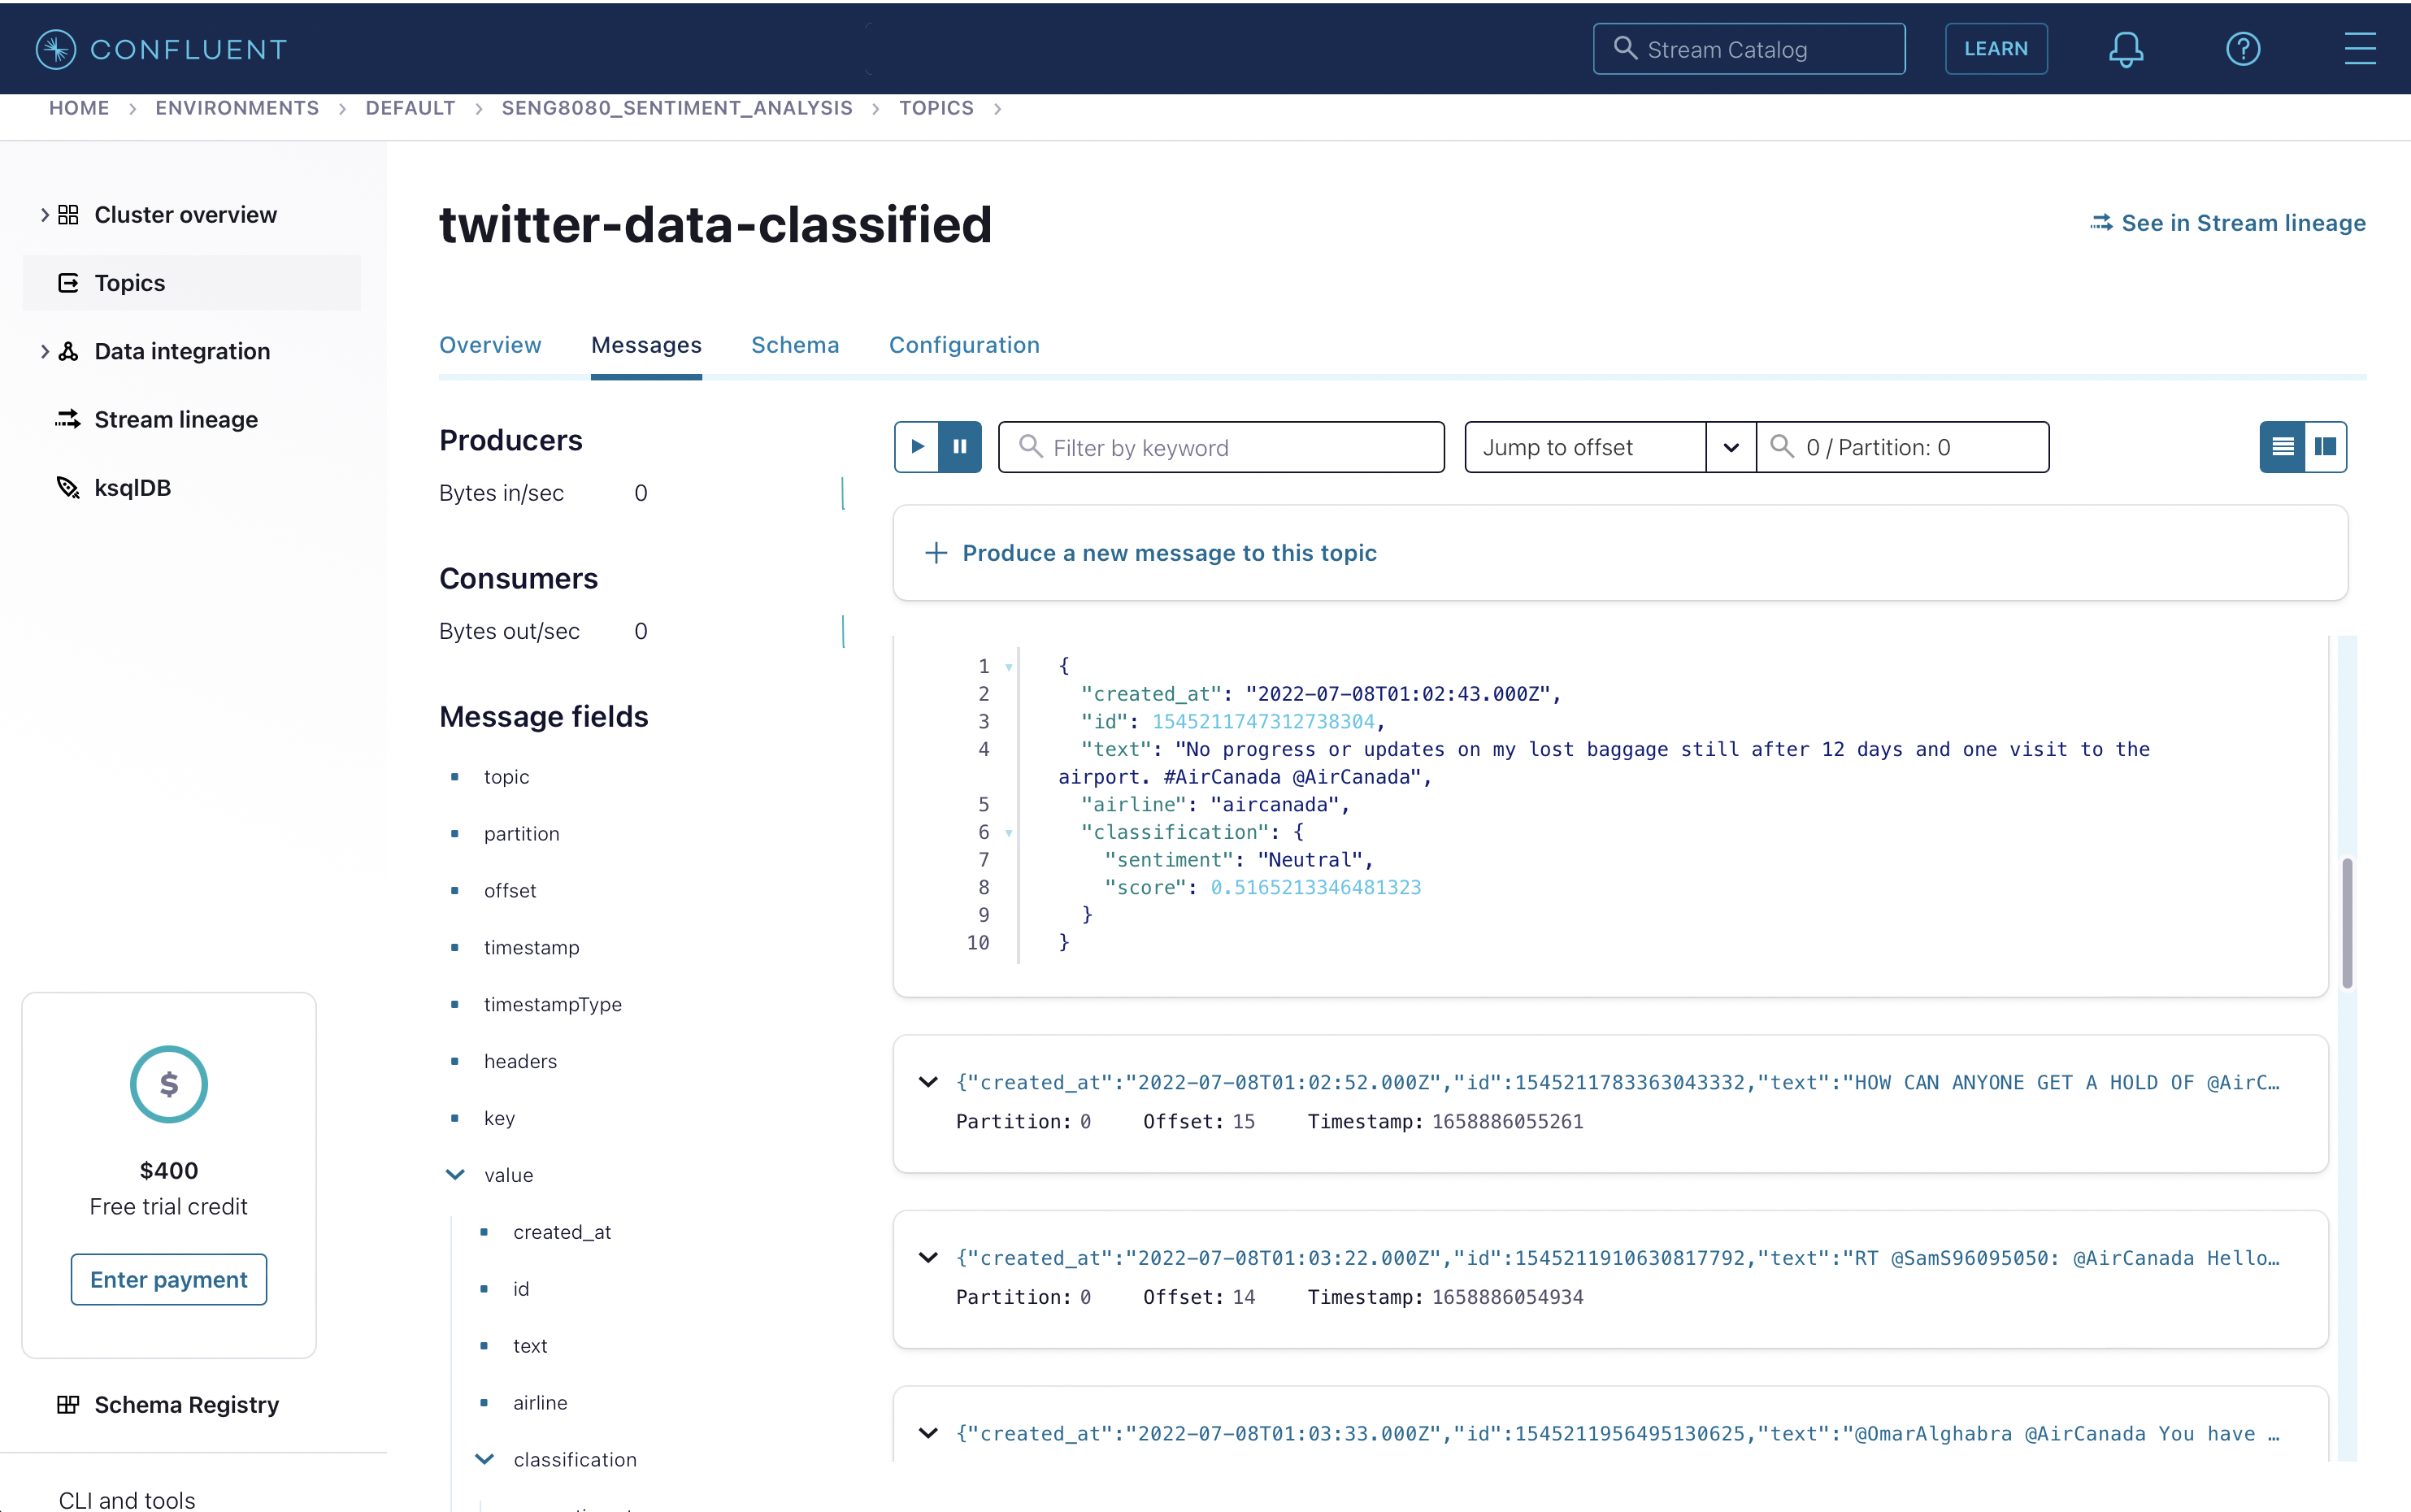 CONFLUENT
Stream Catalog
LEARN
HOME > ENVIRONMENTS > DEFAULT > SENG8080_SENTIMENT_ANALYSIS > TOPICS >
Cluster overview
Topics
Data integration
Stream lineage
ksqlDB
$
$400
Free trial credit
Enter payment
Schema Registry
CLI and tools
twitter-data-classified
See in Stream lineage
Overview Messages Schema Configuration
Producers
Bytes in/sec 0
Consumers
Bytes out/sec 0
Message fields
topic
partition
offset
timestamp
timestampType
headers
key
value
created_at
id
text
airline
classification
Filter by keyword
Jump to offset
0 / Partition: 0
+ Produce a new message to this topic
1 {
2 "created_at": "2022-07-08T01:02:43.000Z",
3 "id": 1545211747312738304,
4 "text": "No progress or updates on my lost baggage still after 12 days and one visit to the
airport. #AirCanada @AirCanada",
5 "airline": "aircanada",
6 "classification": {
7 "sentiment": "Neutral",
8 "score": 0.5165213346481323
9 }
10 }
{"created_at":"2022-07-08T01:02:52.000Z","id":1545211783363043332,"text":"HOW CAN ANYONE GET A HOLD OF @AirC…
Partition: 0 Offset: 15 Timestamp: 1658886055261
{"created_at":"2022-07-08T01:03:22.000Z","id":1545211910630817792,"text":"RT @SamS96095050: @AirCanada Hello…
Partition: 0 Offset: 14 Timestamp: 1658886054934
{"created_at":"2022-07-08T01:03:33.000Z","id":1545211956495130625,"text":"@OmarAlghabra @AirCanada You have …